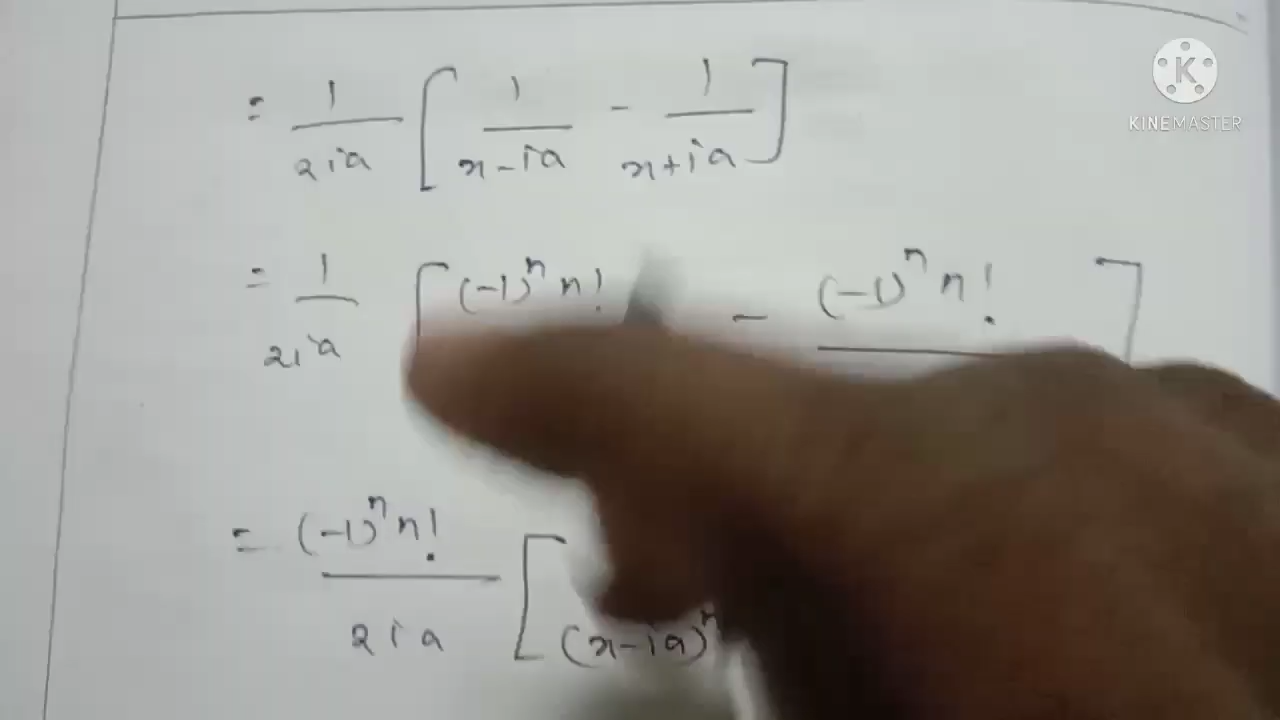 = 1/2ia [ 1/x-ia - 1/x+ia ]
KINEMASTER
= 1/2ia [ (-1)^n n! - (-1)^n n! ]
= (-1)^n n!/2ia [ (x-ia)^n